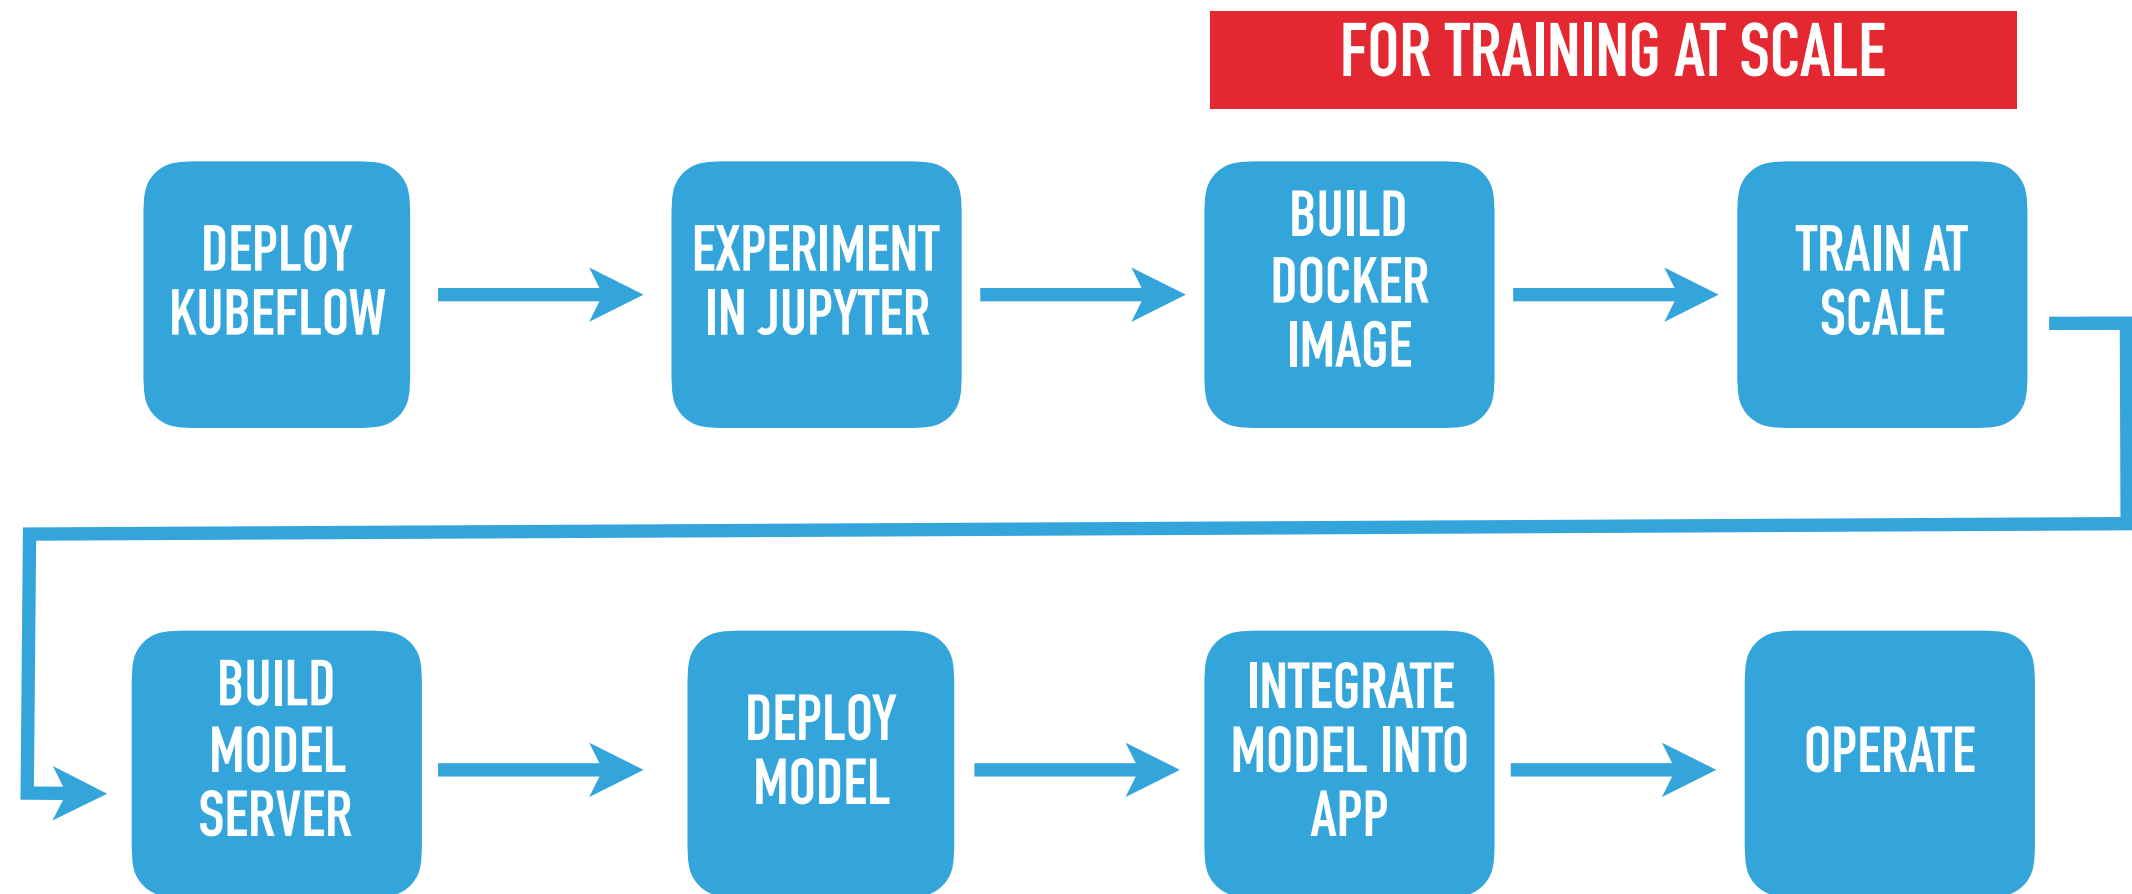 FOR TRAINING AT SCALE
DEPLOY
KUBEFLOW
EXPERIMENT
IN JUPYTER
BUILD
DOCKER
IMAGE
TRAIN AT
SCALE
BUILD
MODEL
SERVER
DEPLOY
MODEL
INTEGRATE
MODEL INTO
APP
OPERATE